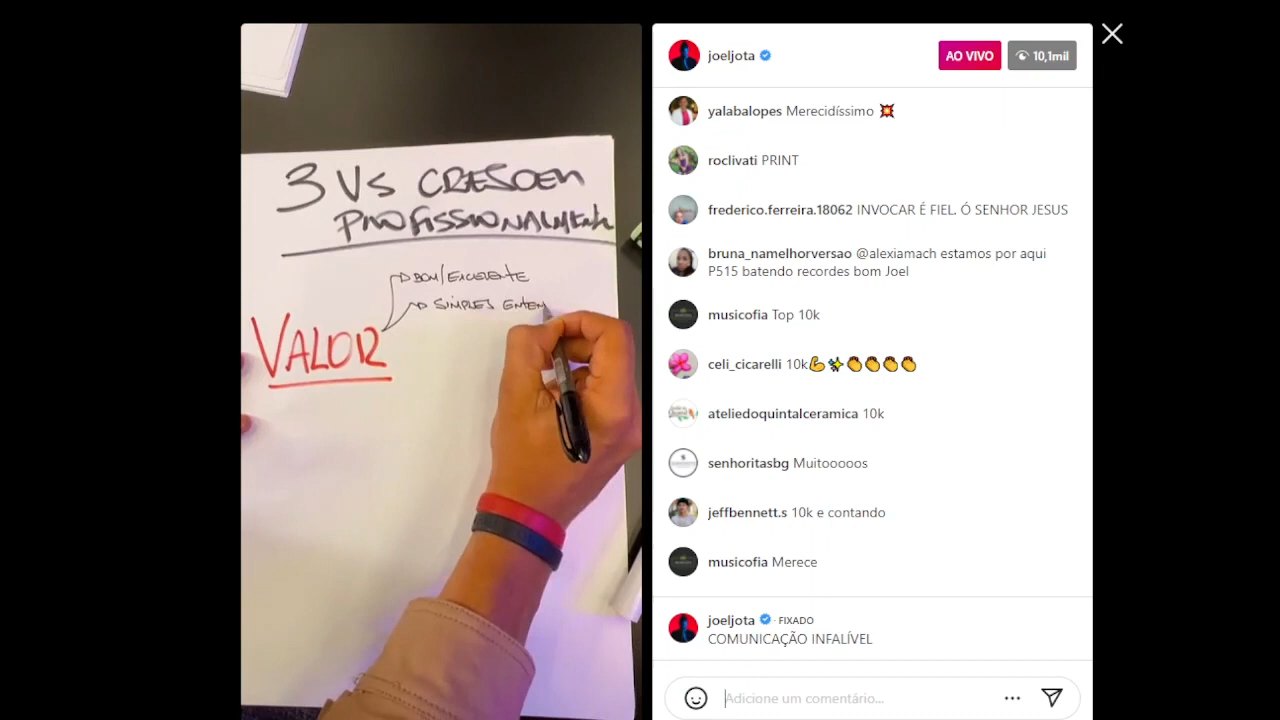 3 Vs CRESCER
PROFISSIONALMENTE
BOM/EXCELENTE
SIMPLES ENTEN
VALOR
joeljota
AO VIVO
10,1mil
yalabalopes Merecidíssimo 💥
roclivati PRINT
frederico.ferreira.18062 INVOCAR É FIEL. Ó SENHOR JESUS
bruna_namelhorversao @alexiamach estamos por aqui
P515 batendo recordes bom Joel
musicofia Top 10k
celi_cicarelli 10k💪✨👏👏👏👏
ateliedoquintalceramica 10k
senhoritasbg Muitooooos
jeffbennett.s 10k e contando
musicofia Merece
joeljota · FIXADO
COMUNICAÇÃO INFALÍVEL
Adicione um comentário...